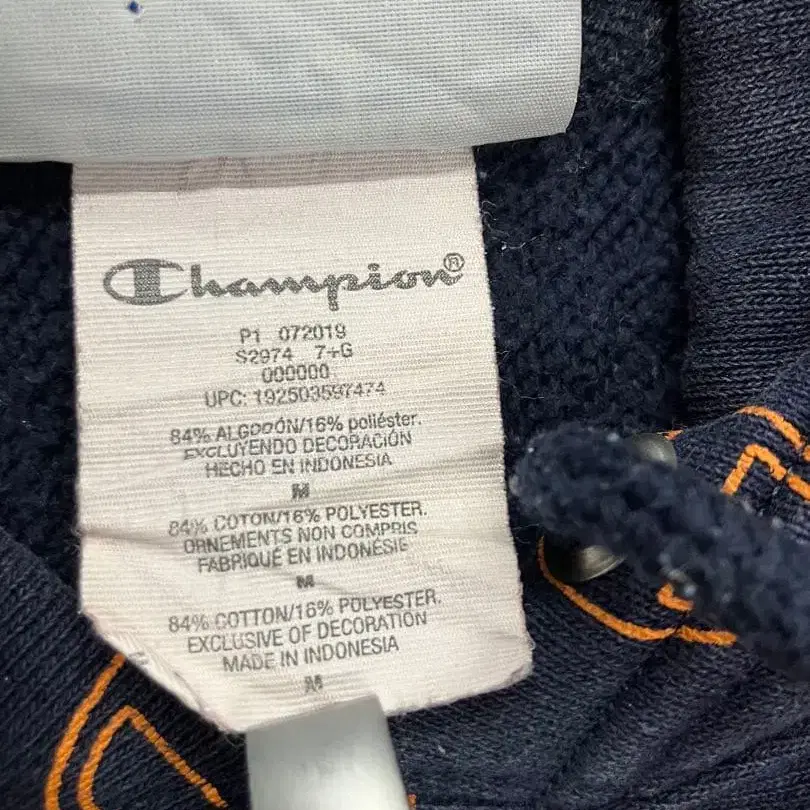 Champion®
P1 072019
S2974 7+G
000000
UPC: 192503597474
84% ALGODÓN/16% poliéster.
EXCLUYENDO DECORACIÓN
HECHO EN INDONESIA
M
84% COTON/16% POLYESTER.
ORNEMENTS NON COMPRIS
FABRIQUÉ EN INDONÉSIE
M
84% COTTON/16% POLYESTER.
EXCLUSIVE OF DECORATION
MADE IN INDONESIA
M